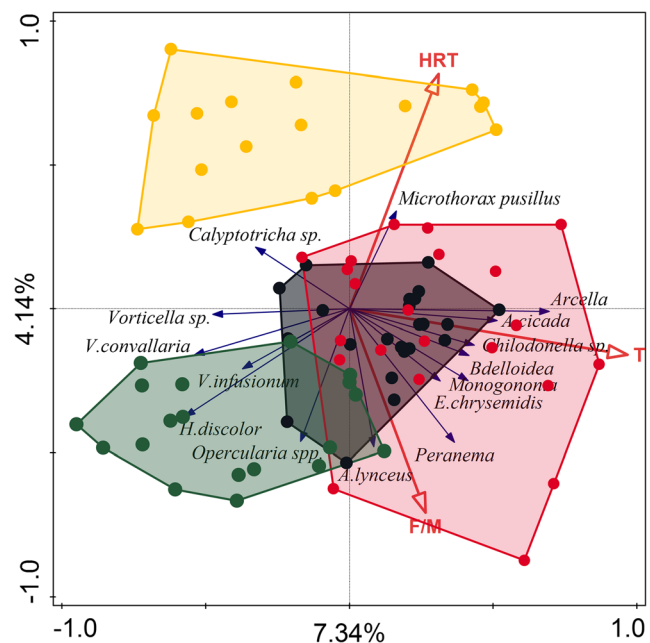 1.0
HRT
Microthorax pusillus
Calyptotricha sp.
Arcella
Vorticella sp.
A.cicada
4.14%
V.convallaria
Chilodonella sp.
T
Bdelloidea
V.infusionum
Monogononta
E.chrysemidis
H.discolor
Opercularia spp.
Peranema
A.lynceus
F/M
-1.0
-1.0
7.34%
1.0